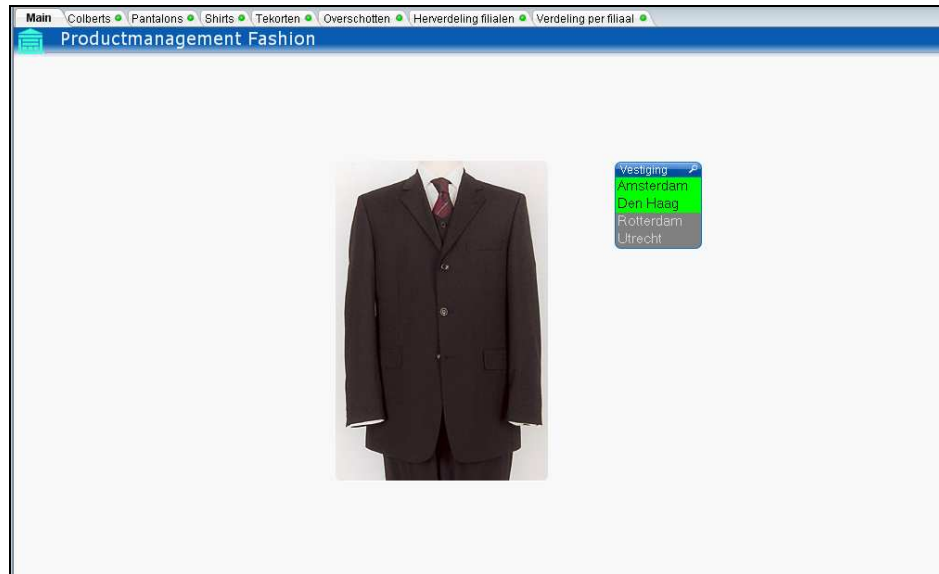 Main Colberts Pantalons Shirts Tekorten Overschotten Herverdeling filialen Verdeling per filiaal
Productmanagement Fashion
Vestiging
Amsterdam
Den Haag
Rotterdam
Utrecht